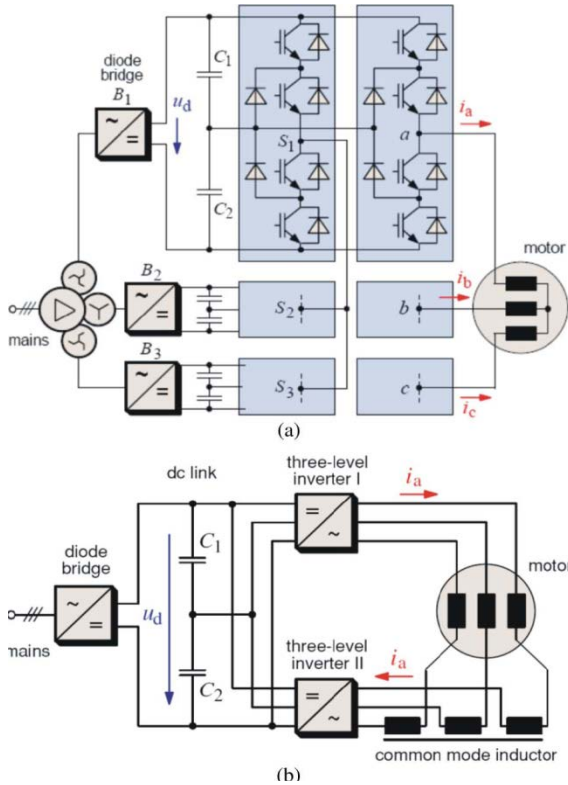 diode
bridge
B1
ud
C1
C2
S1
a
ia
motor
mains
B2
S2
b
ib
B3
S3
c
ic
(a)
dc link
three-level
inverter I
ia
diode
bridge
C1
motor
mains
ud
C2
three-level
inverter II
ia
common mode inductor
(b)